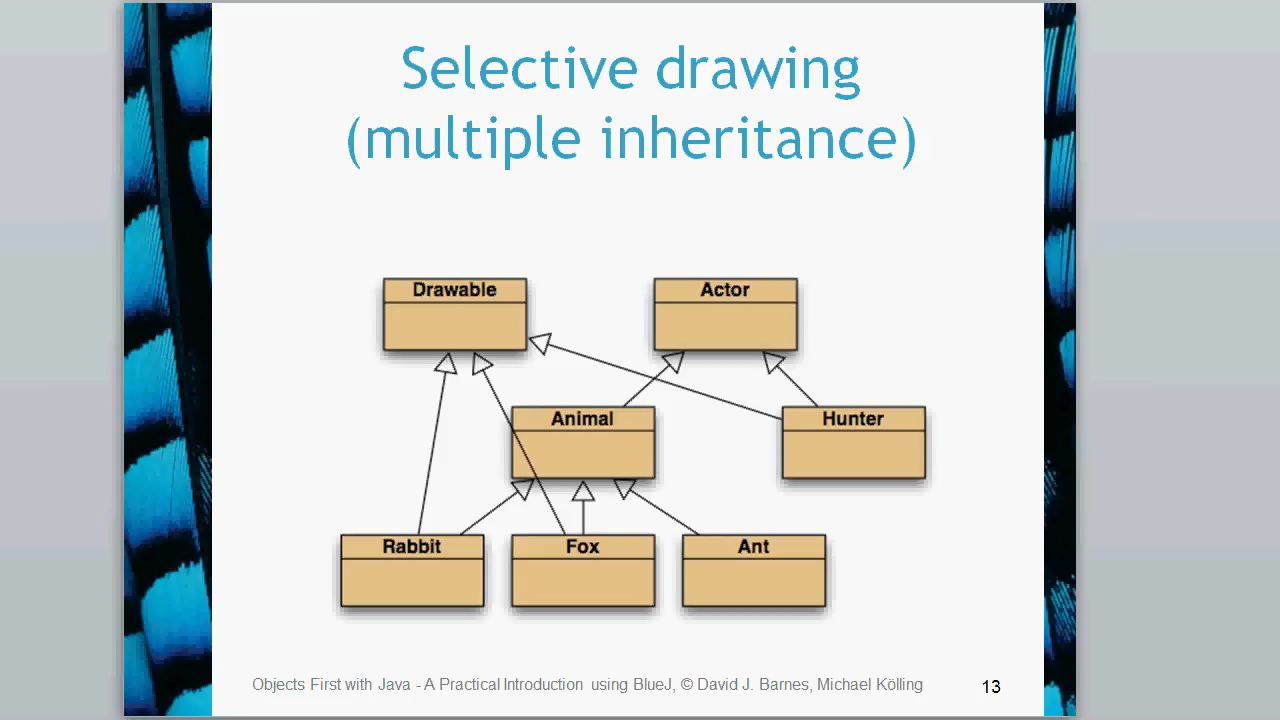 Selective drawing
(multiple inheritance)
Drawable
Actor
Animal
Hunter
Rabbit
Fox
Ant
Objects First with Java - A Practical Introduction using BlueJ, © David J. Barnes, Michael Kölling
13